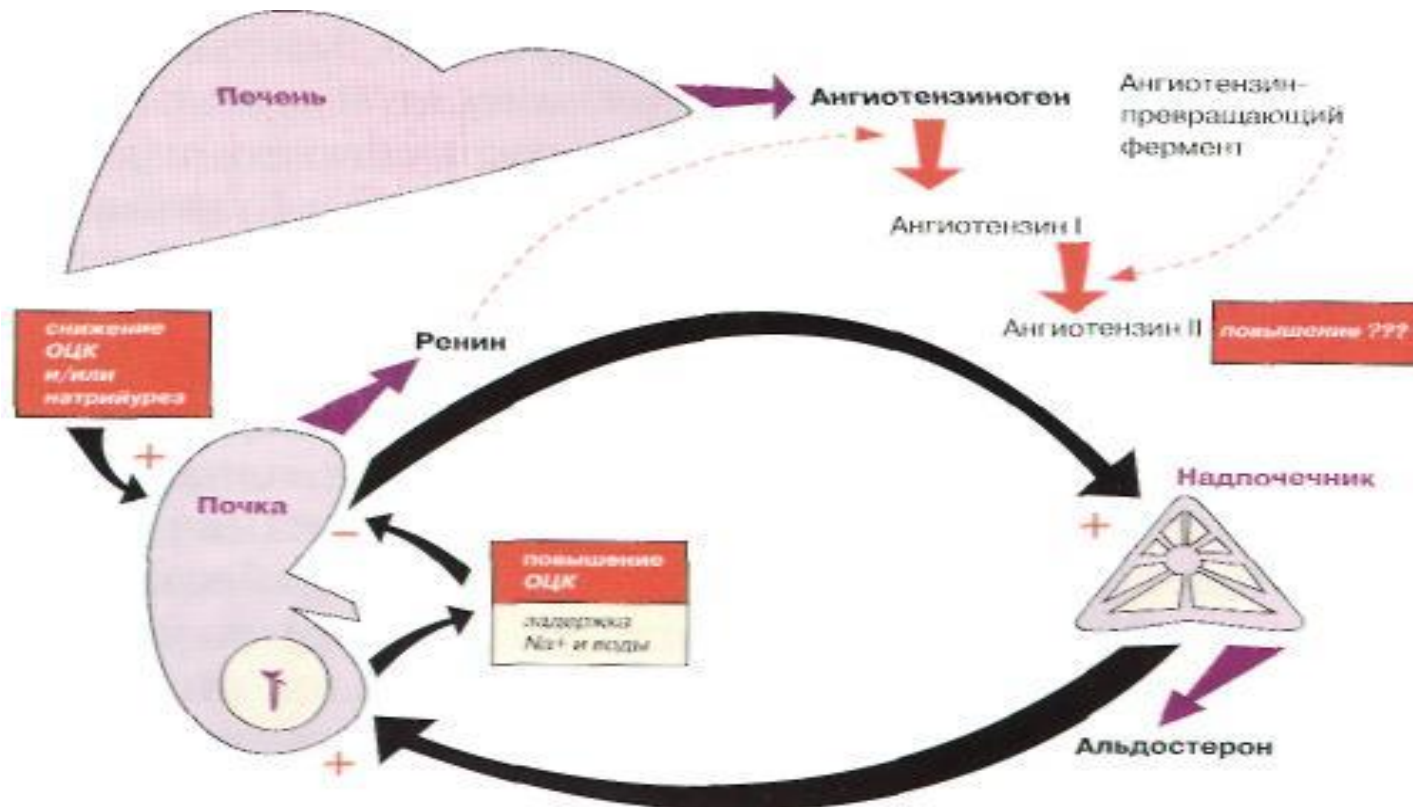 Печень
Ангиотензиноген
Ангиотензин-
превращающий
фермент
Ангиотензин I
Ангиотензин II
повышение ???
снижение
ОЦК
и/или
натрийурез
Ренин
+
Почка
−
повышение
ОЦК
задержка
Na+ и воды
Надпочечник
+
+
Альдостерон